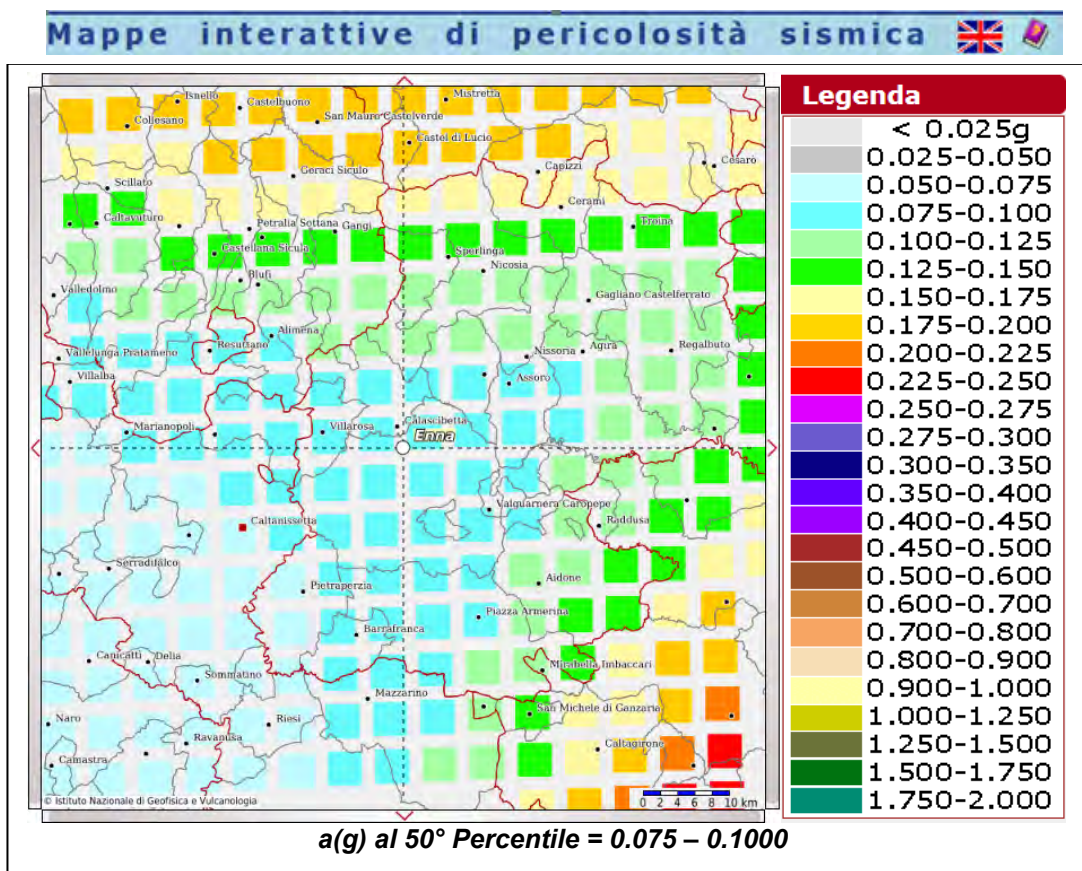 Mappe interattive di pericolosità sismica
Isnello
Castelbuono
Mistretta
Collesano
San Mauro Castelverde
Castel di Lucio
Cesarò
Geraci Siculo
Capizzi
Scillato
Cerami
Caltavuturo
Petralia Sottana
Gangi
Troina
Castellana Sicula
Sperlinga
Nicosia
Blufi
Valledolmo
Gagliano Castelferrato
Alimena
Resuttano
Vallelunga Pratameno
Nissoria
Agira
Regalbuto
Villalba
Assoro
Marianopoli
Villarosa
Calascibetta
Enna
Valguarnera Caropepe
Caltanissetta
Raddusa
Serradifalco
Aidone
Pietraperzia
Piazza Armerina
Barrafranca
Canicattì
Delia
Mirabella Imbaccari
Sommatino
Mazzarino
San Michele di Ganzaria
Naro
Riesi
Ravanusa
Caltagirone
Camastra
© Istituto Nazionale di Geofisica e Vulcanologia
0 2 4 6 8 10 km
Legenda
< 0.025g
0.025-0.050
0.050-0.075
0.075-0.100
0.100-0.125
0.125-0.150
0.150-0.175
0.175-0.200
0.200-0.225
0.225-0.250
0.250-0.275
0.275-0.300
0.300-0.350
0.350-0.400
0.400-0.450
0.450-0.500
0.500-0.600
0.600-0.700
0.700-0.800
0.800-0.900
0.900-1.000
1.000-1.250
1.250-1.500
1.500-1.750
1.750-2.000
a(g) al 50° Percentile = 0.075 – 0.1000